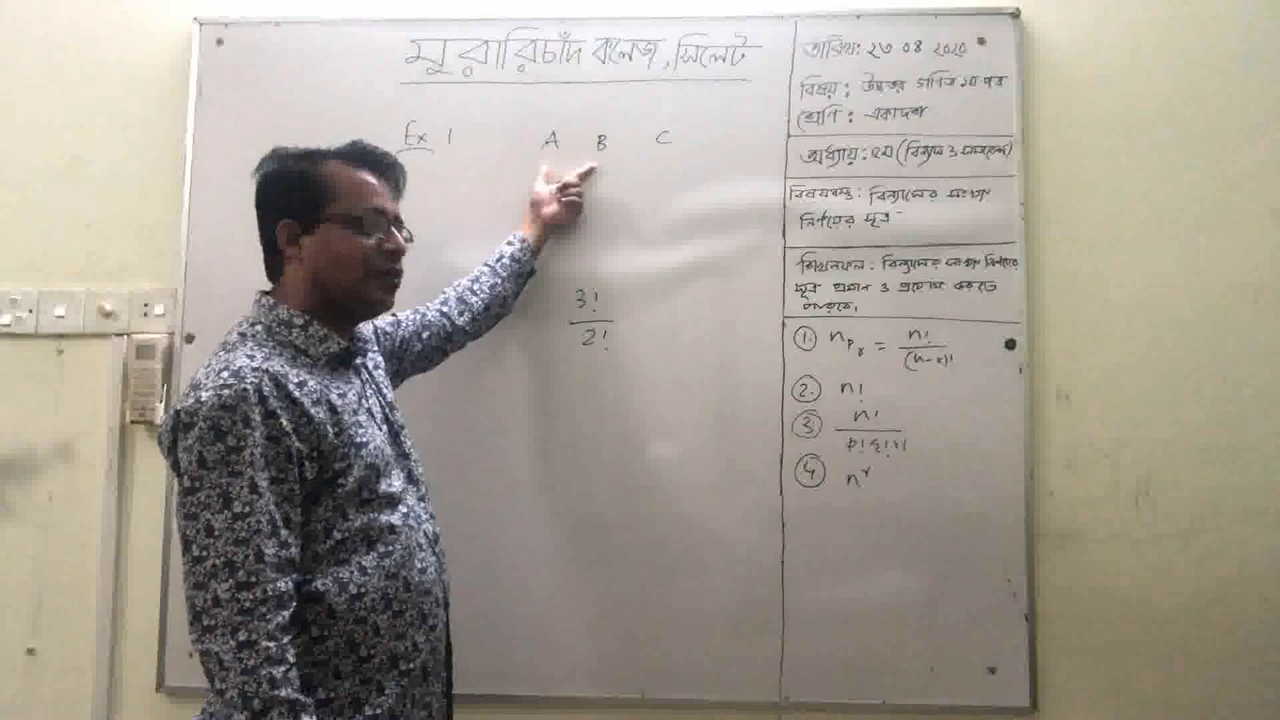 মুরারিচাঁদ কলেজ, সিলেট
Ex 1 A B C
3!
2!
তারিখ: ২৩ ০৪ ২০২০
বিষয়: উচ্চতর গণিত ১ম পত্র
শ্রেণি: একাদশ
অধ্যায়: ৫ম (বিন্যাস ও সমাবেশ)
বিষয়বস্তু: বিন্যাসের সংখ্যা
নির্ণয়ের সূত্র
শিখনফল: বিন্যাসের সংখ্যা নির্ণয়ের
সূত্র প্রমাণ ও প্রয়োগ করতে
পারবে।
① nPr = n! / (n-r)!
② n!
③ n! / p! q! r!
④ n^r